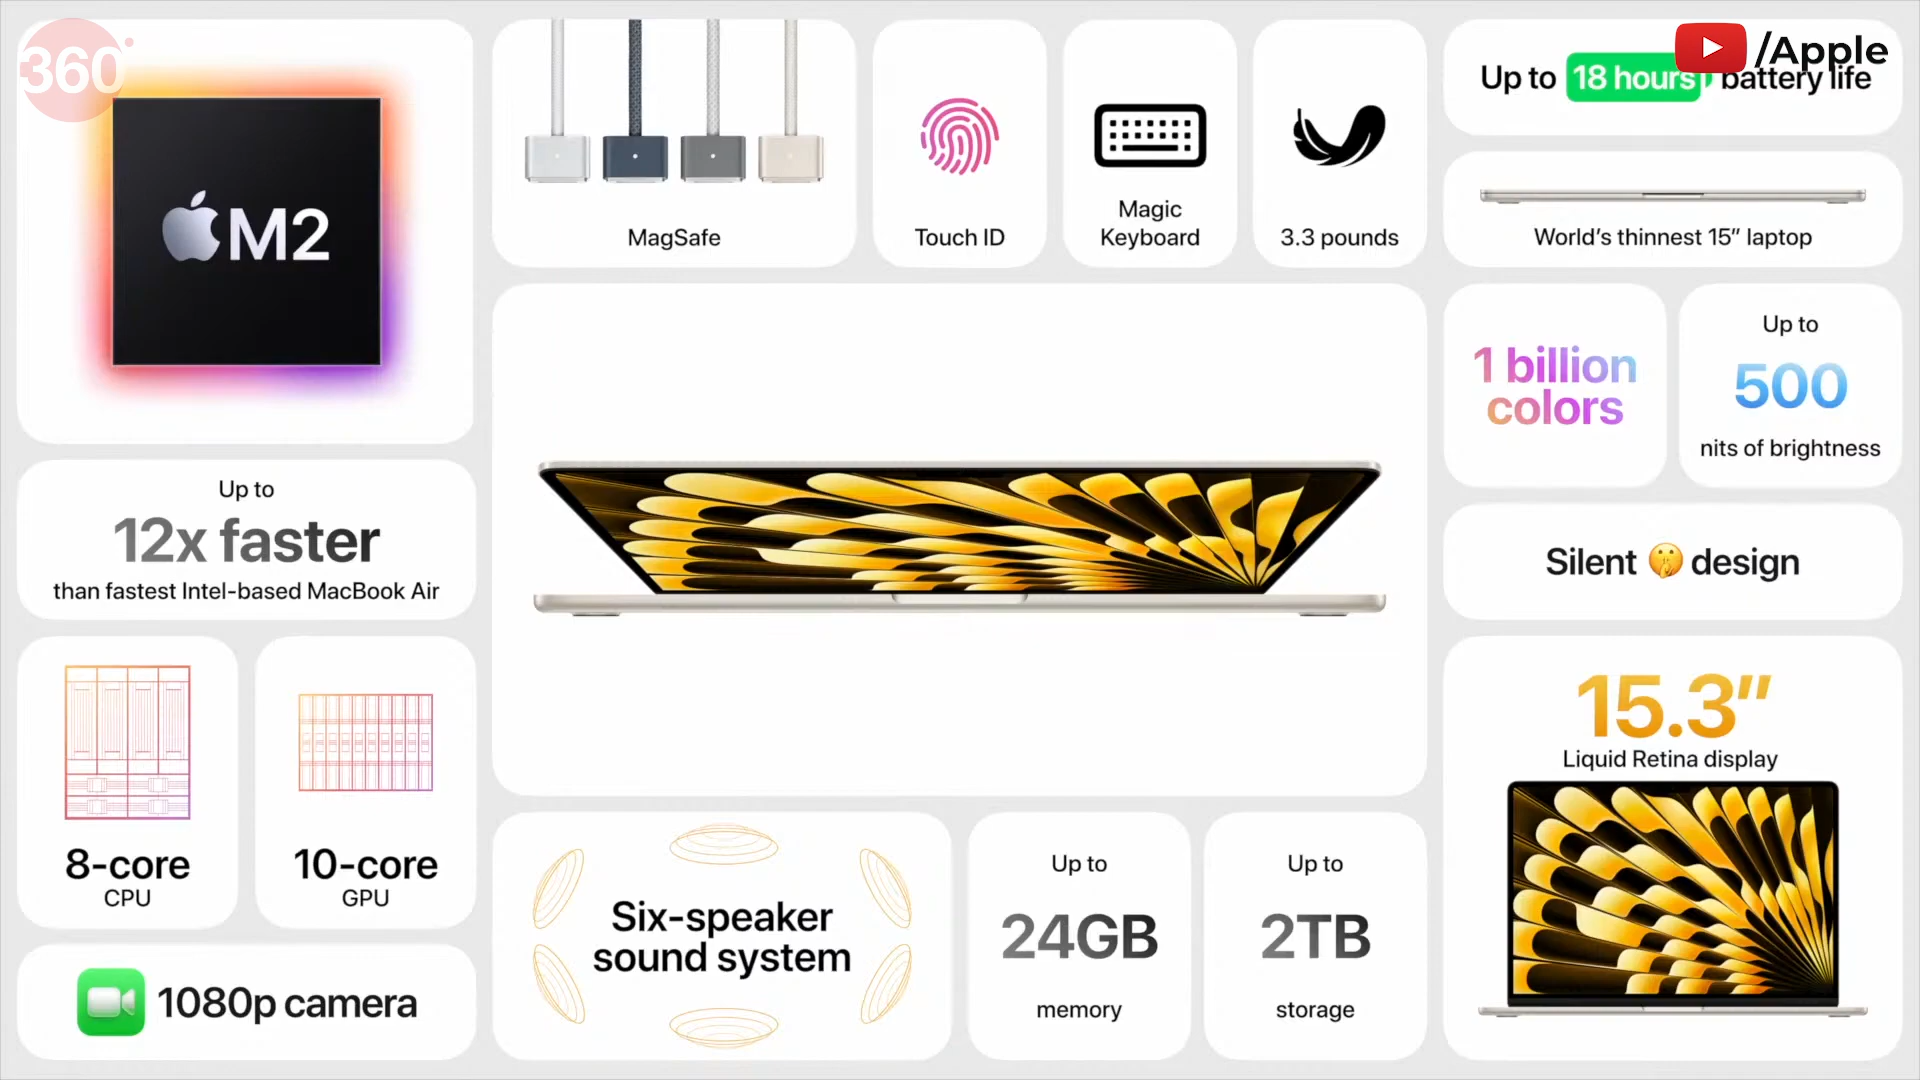 360°
M2
MagSafe
Touch ID
Magic
Keyboard
3.3 pounds
/Apple
Up to 18 hours battery life
World's thinnest 15" laptop
1 billion
colors
Up to
500
nits of brightness
Up to
12x faster
than fastest Intel-based MacBook Air
Silent 🤫 design
8-core
CPU
10-core
GPU
15.3"
Liquid Retina display
Six-speaker
sound system
Up to
24GB
memory
Up to
2TB
storage
1080p camera